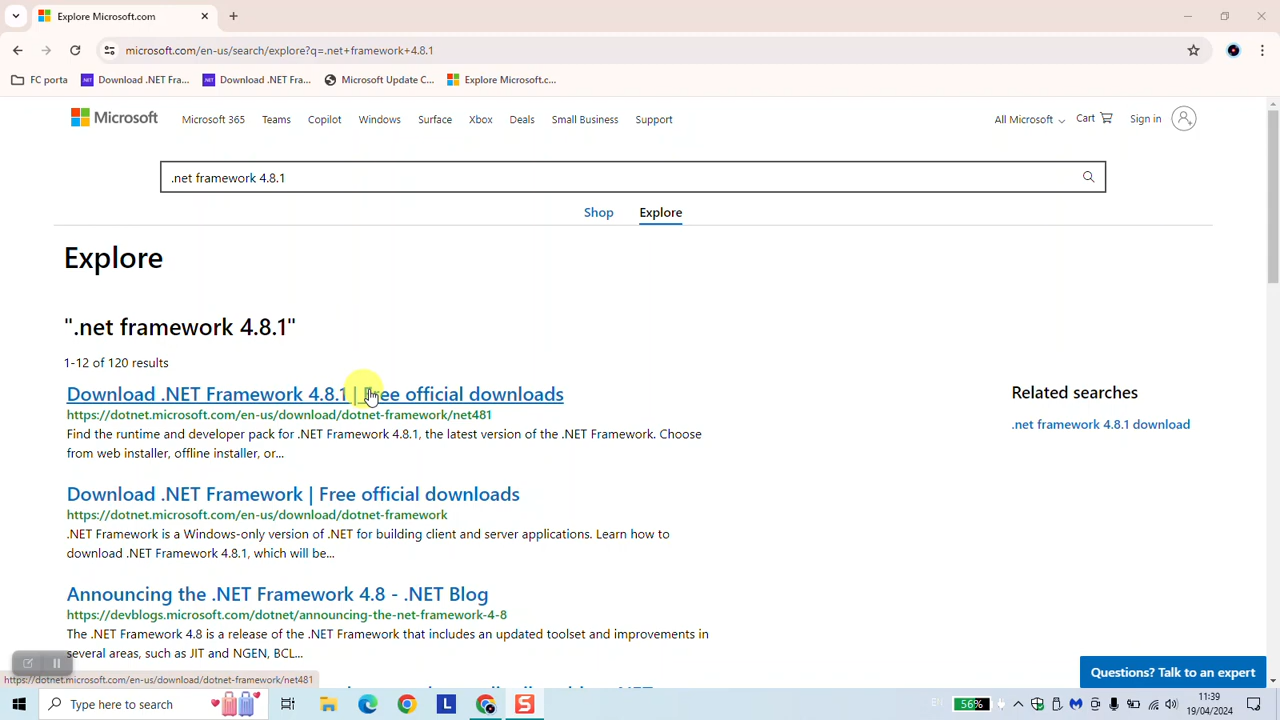 Explore Microsoft.com
microsoft.com/en-us/search/explore?q=.net+framework+4.8.1
FC porta
Download .NET Fra...
Download .NET Fra...
Microsoft Update C...
Explore Microsoft.c...
Microsoft
Microsoft 365
Teams
Copilot
Windows
Surface
Xbox
Deals
Small Business
Support
All Microsoft
Cart
Sign in
.net framework 4.8.1
Shop
Explore
Explore
".net framework 4.8.1"
1-12 of 120 results
Download .NET Framework 4.8.1 | Free official downloads
https://dotnet.microsoft.com/en-us/download/dotnet-framework/net481
Find the runtime and developer pack for .NET Framework 4.8.1, the latest version of the .NET Framework. Choose
from web installer, offline installer, or...
Related searches
.net framework 4.8.1 download
Download .NET Framework | Free official downloads
https://dotnet.microsoft.com/en-us/download/dotnet-framework
.NET Framework is a Windows-only version of .NET for building client and server applications. Learn how to
download .NET Framework 4.8.1, which will be...
Announcing the .NET Framework 4.8 - .NET Blog
https://devblogs.microsoft.com/dotnet/announcing-the-net-framework-4-8
The .NET Framework 4.8 is a release of the .NET Framework that includes an updated toolset and improvements in
several areas, such as JIT and NGEN, BCL...
Questions? Talk to an expert
https://dotnet.microsoft.com/en-us/download/dotnet-framework/net481
Type here to search
L
S
56%
11:39
19/04/2024